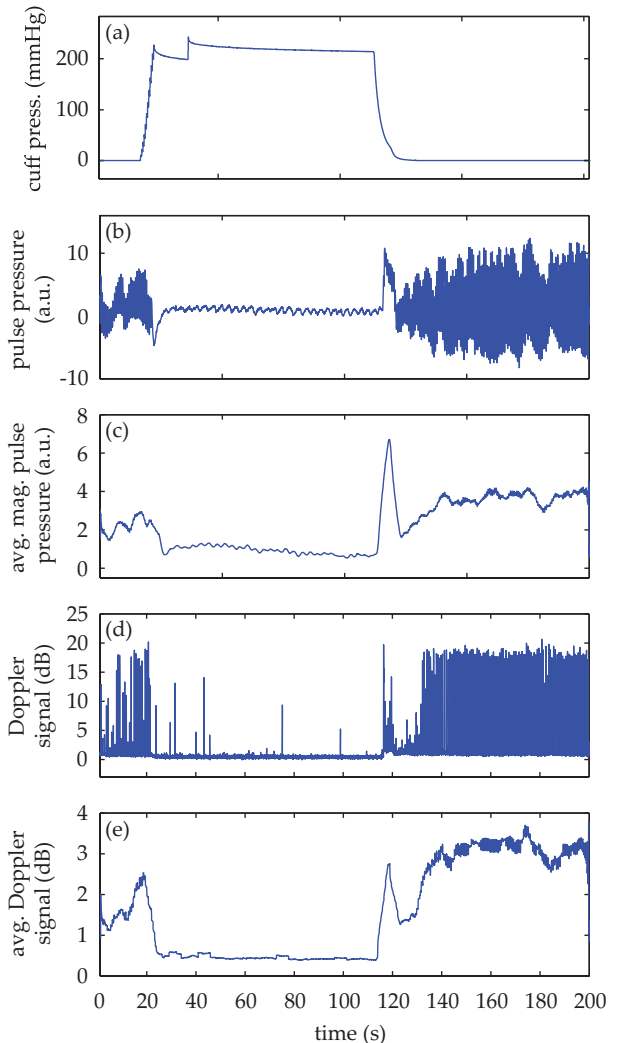 (a)
cuff press. (mmHg)
200
100
0
(b)
pulse pressure
(a.u.)
10
0
-10
(c)
avg. mag. pulse
pressure (a.u.)
8
6
4
2
0
(d)
Doppler
signal (dB)
25
20
15
10
5
0
(e)
avg. Doppler
signal (dB)
4
3
2
1
0
0 20 40 60 80 100 120 140 160 180 200
time (s)